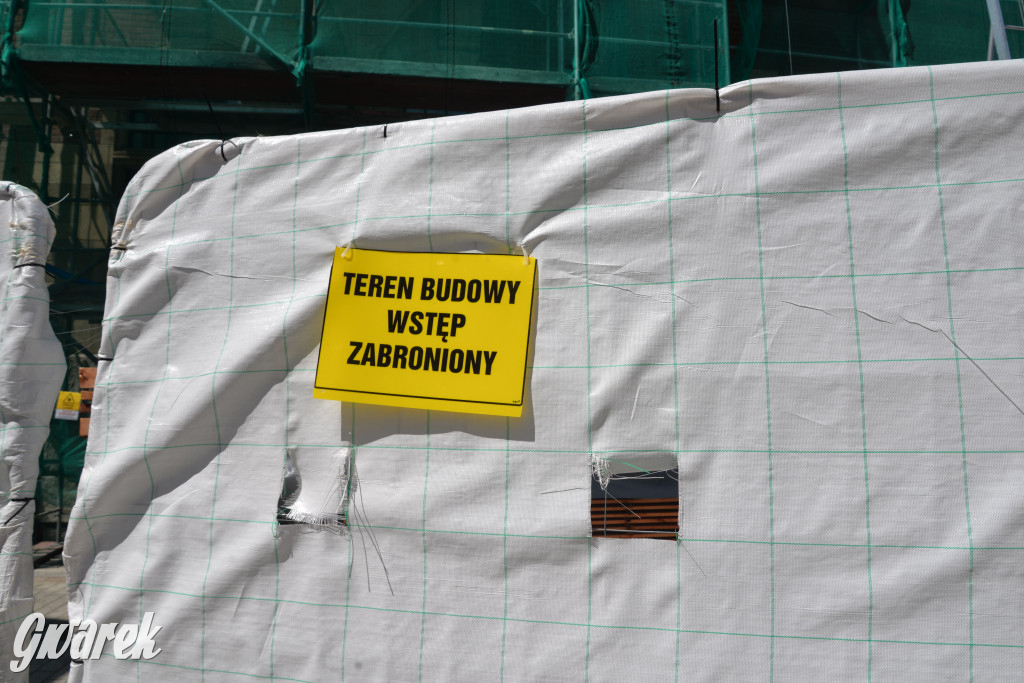 TEREN BUDOWY
WSTĘP
ZABRONIONY
Gwarek